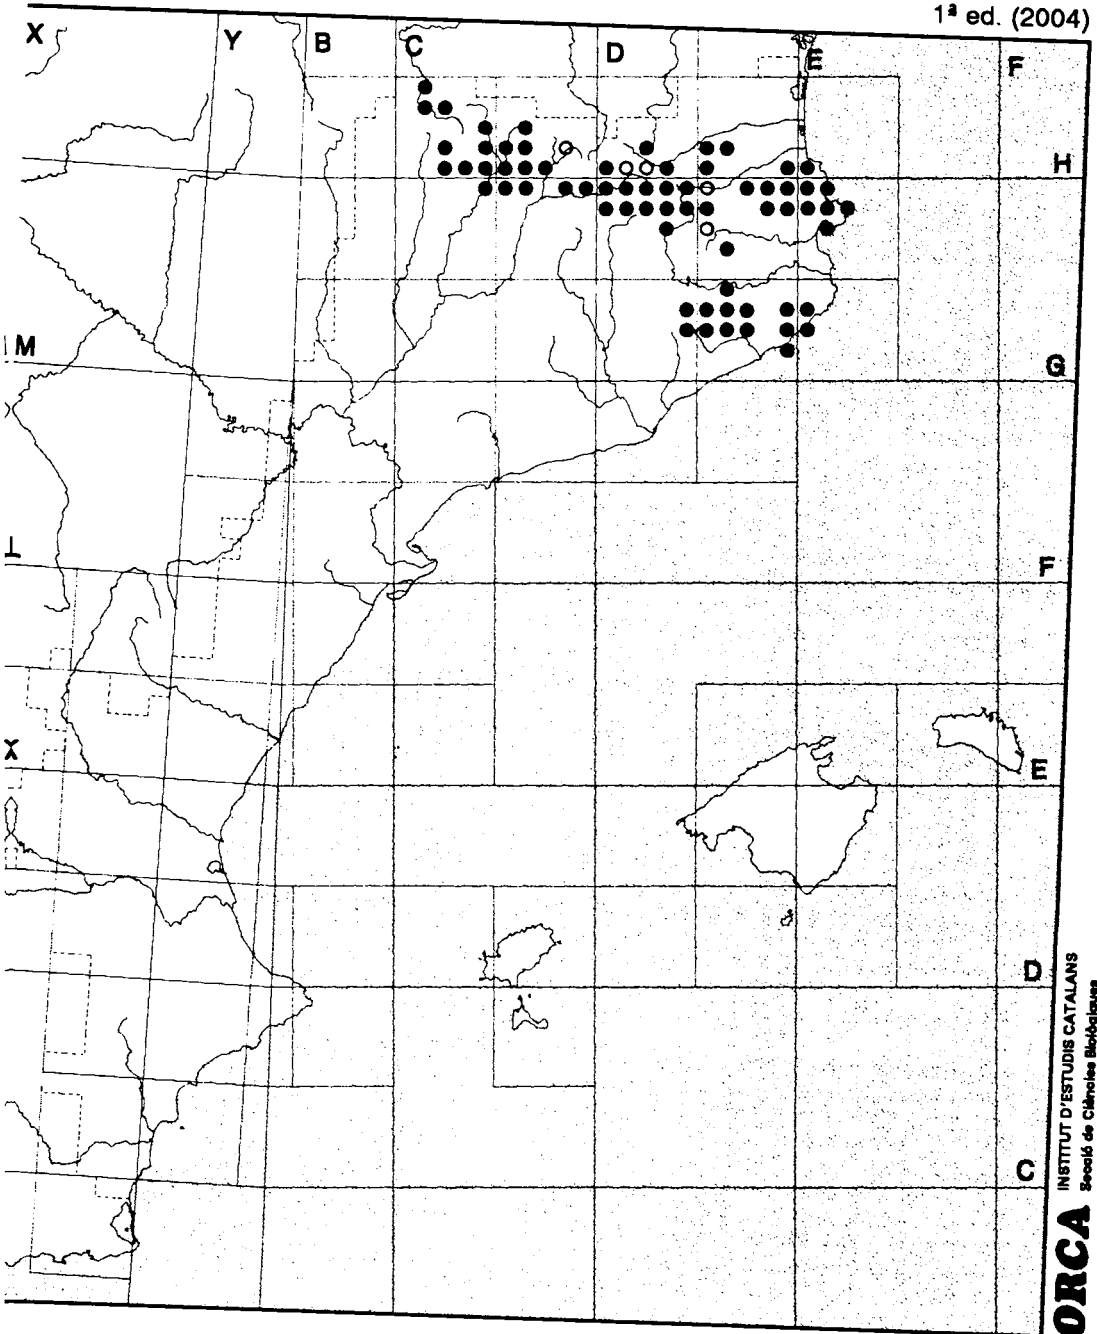 1ª ed. (2004)
X Y B C D E F
H
M
G
F
E
D
C
INSTITUT D'ESTUDIS CATALANS
Secció de Ciències Biològiques
ORCA